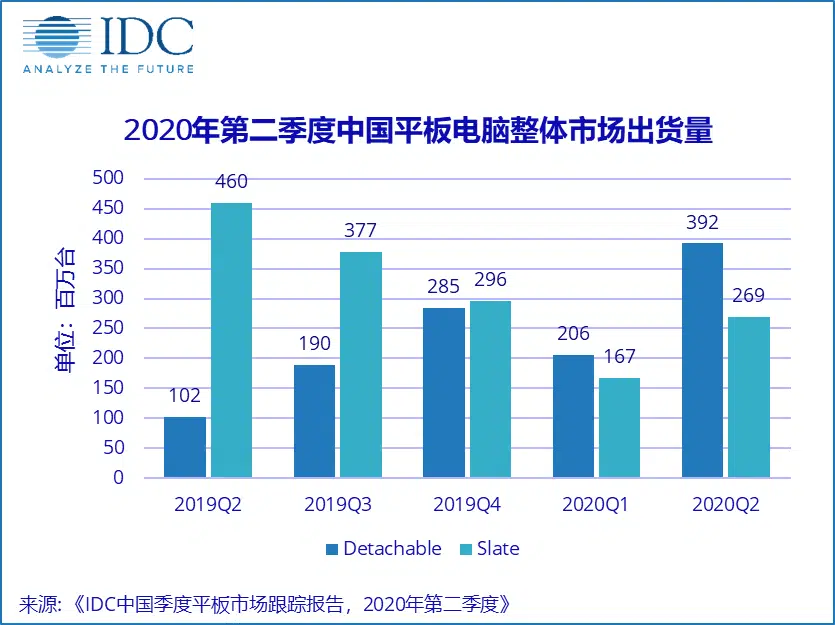 IDC
ANALYZE THE FUTURE
2020年第二季度中国平板电脑整体市场出货量
单位：百万台
500
450
400
350
300
250
200
150
100
50
0
102
460
190
377
285
296
206
167
392
269
2019Q2
2019Q3
2019Q4
2020Q1
2020Q2
Detachable
Slate
来源:《IDC中国季度平板市场跟踪报告，2020年第二季度》